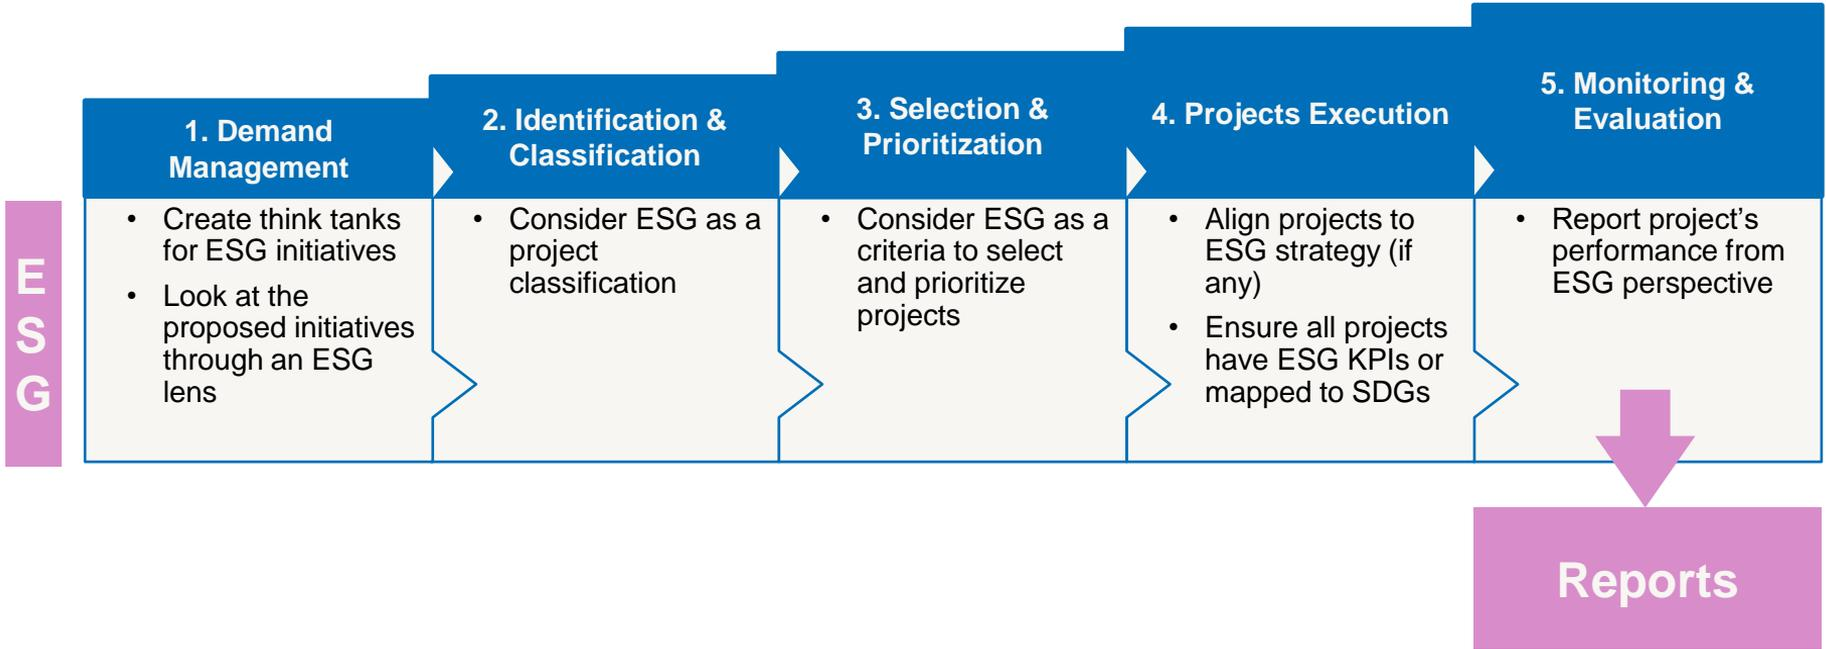 1. Demand
Management
2. Identification &
Classification
3. Selection &
Prioritization
4. Projects Execution
5. Monitoring &
Evaluation
E
S
G
• Create think tanks
for ESG initiatives
• Look at the
proposed initiatives
through an ESG
lens
• Consider ESG as a
project
classification
• Consider ESG as a
criteria to select
and prioritize
projects
• Align projects to
ESG strategy (if
any)
• Ensure all projects
have ESG KPIs or
mapped to SDGs
• Report project’s
performance from
ESG perspective
Reports